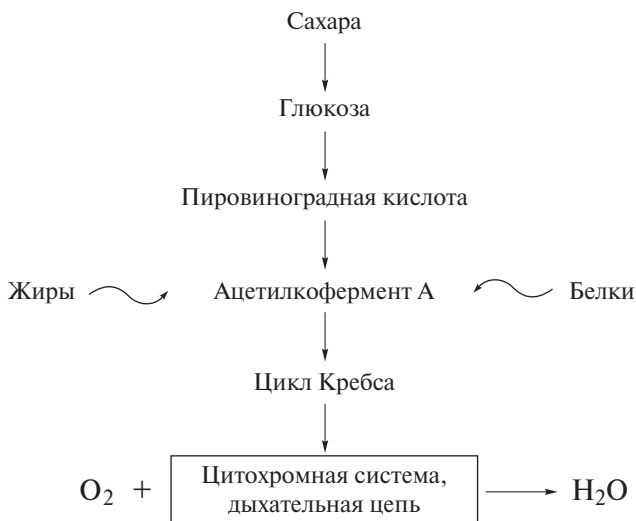 Сахара
Глюкоза
Пировиноградная кислота
Жиры Ацетилкофермент А Белки
Цикл Кребса
O₂ + Цитохромная система, дыхательная цепь H₂O